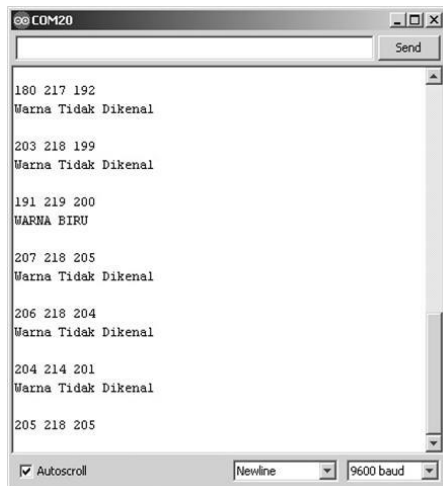 COM20
Send
180 217 192
Warna Tidak Dikenal
203 218 199
Warna Tidak Dikenal
191 219 200
WARNA BIRU
207 218 205
Warna Tidak Dikenal
206 218 204
Warna Tidak Dikenal
204 214 201
Warna Tidak Dikenal
205 218 205
Autoscroll
Newline
9600 baud